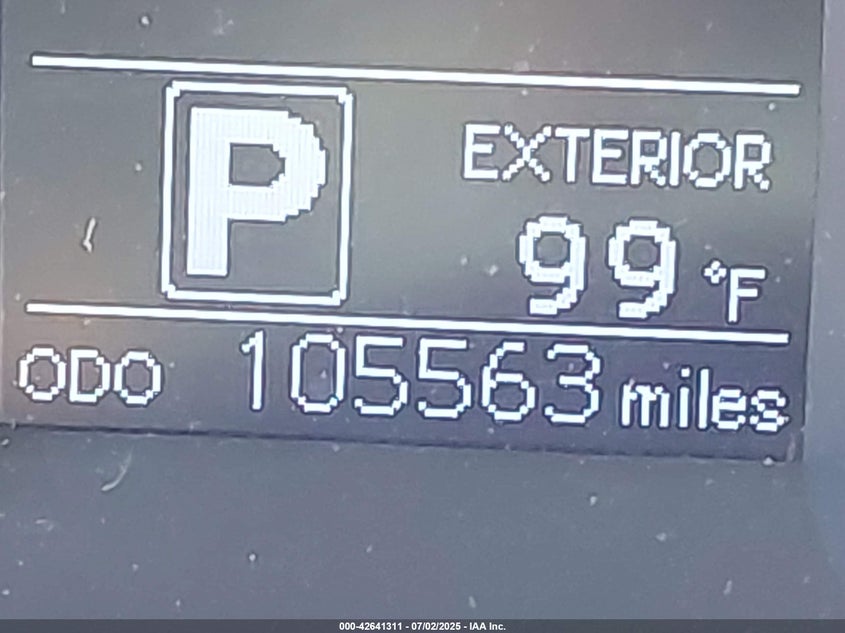 P
EXTERIOR
99 °F
ODO 105563 miles
000-42641311 - 07/02/2025 - IAA Inc.